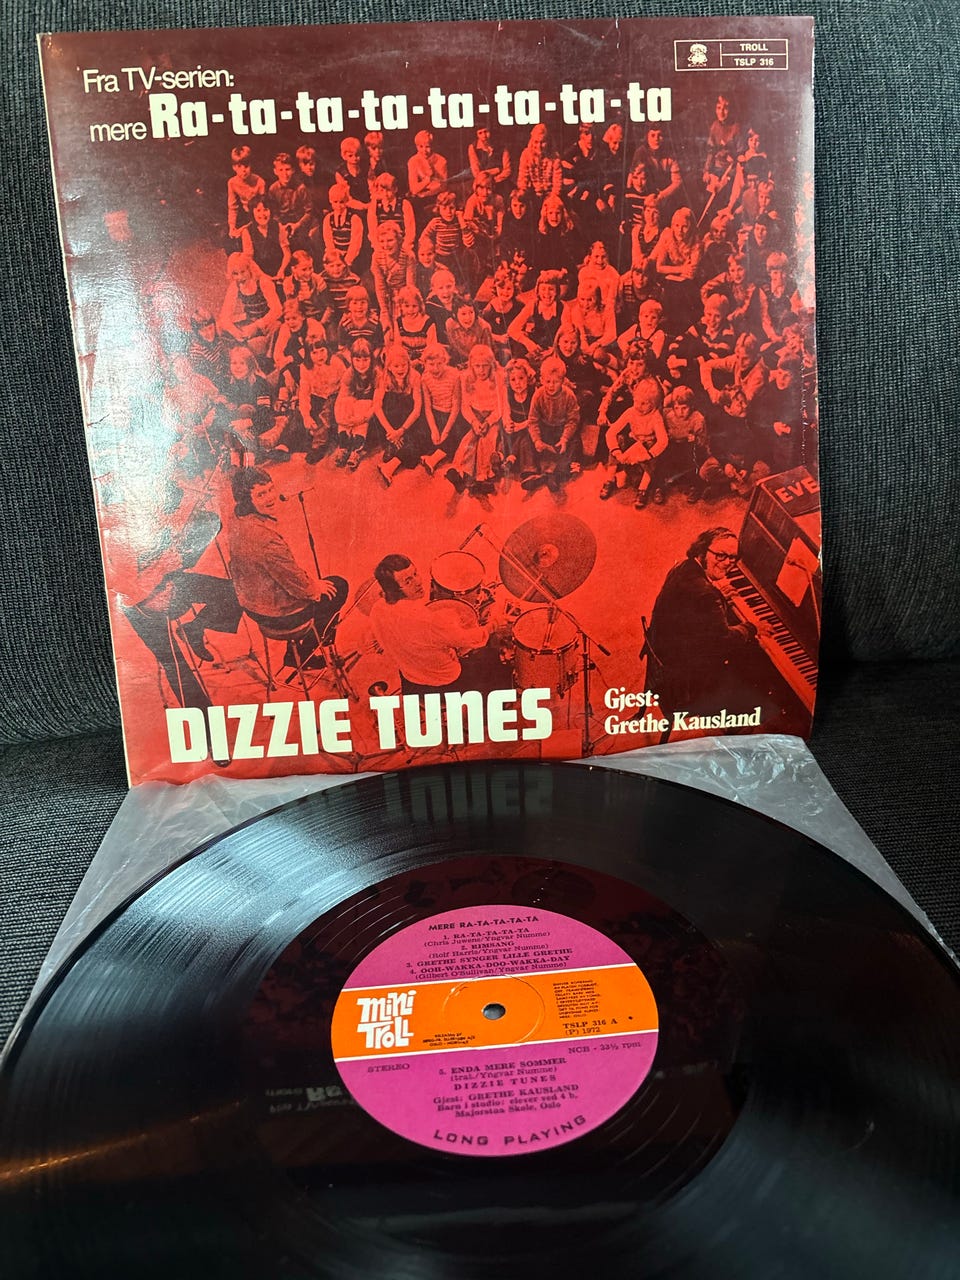 TROLL
TSLP 316
Fra TV-serien:
mere Ra-ta-ta-ta-ta-ta-ta-ta
EVE
DIZZIE TUNES
Gjest:
Grethe Kausland
MERE RA-TA-TA-TA-TA
1. RA-TA-TA-TA-TA
(Chris Juwens/Yngvar Numme)
2. RIMSANG
(Rolf Harris/Yngvar Numme)
3. GRETHE SYNGER LILLE GRETHE
4. OOH-WAKKA-DOO-WAKKA-DAY
(Gilbert O'Sullivan/Yngvar Numme)
MiNi
TROLL
TSLP 316 A
(P) 1972
STEREO
NCB - 33⅓ rpm
5. ENDA MERE SOMMER
(trad./Yngvar Numme)
DIZZIE TUNES
Gjest: GRETHE KAUSLAND
Barn i studio: elever ved 4 b,
Majorstua Skole, Oslo
LONG PLAYING